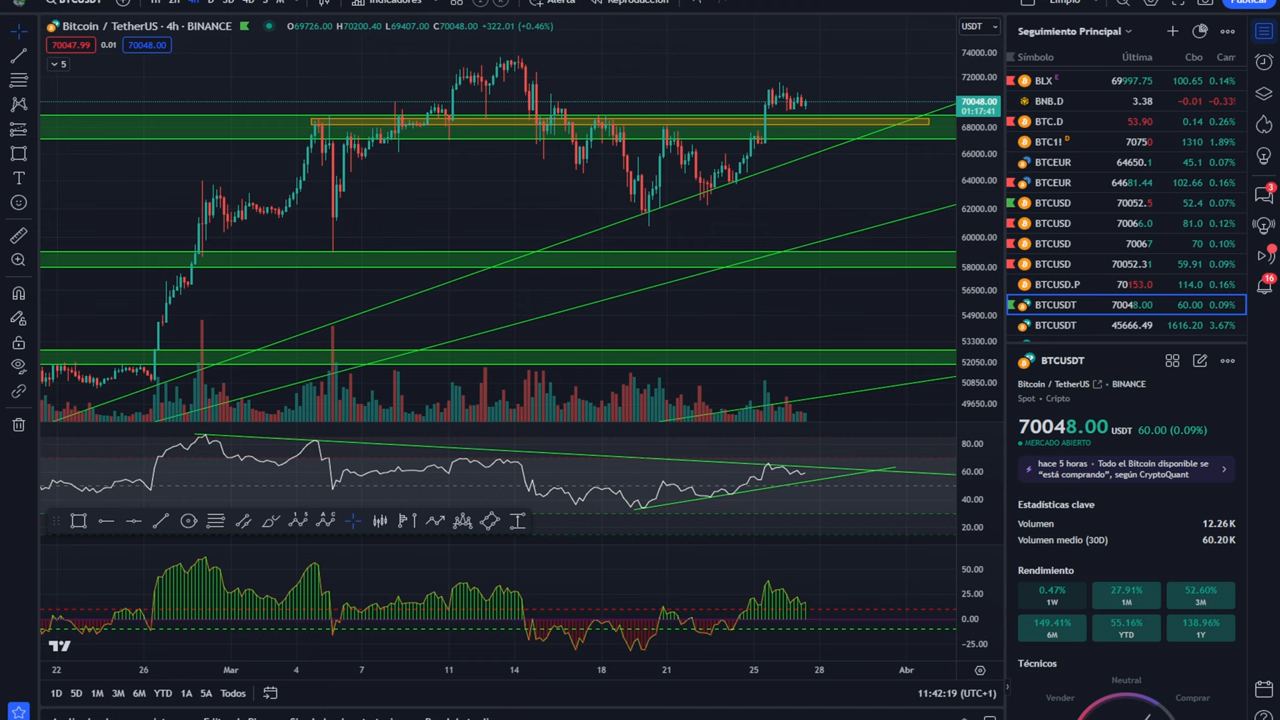 Bitcoin / TetherUS · 4h · BINANCE
O69726.00 H70200.40 L69407.00 +322.01 (+0.46%)
70047.99 0.01 70048.00
5
USDT
74000.00
72000.00
70048.00
01:17:41
68000.00
66000.00
64000.00
62000.00
60000.00
58000.00
56500.00
54900.00
53300.00
52050.00
50850.00
49650.00
80.00
60.00
40.00
20.00
50.00
25.00
0.00
-25.00
22 26 Mar 4 7 11 14 18 21 25 28 Abr
1D 5D 1M 3M 6M YTD 1A 5A Todos
11:42:19 (UTC+1)
Seguimiento Principal
Símbolo Última Cbo Carr
BLX E 69997.75 100.65 0.14%
BNB.D 3.38 -0.01 -0.33
BTC.D 53.90 0.14 0.26%
BTC1! D 70750 1310 1.89%
BTCEUR 64650.1 45.1 0.07%
BTCEUR 64681.44 102.66 0.16%
BTCUSD 70052.5 52.4 0.07%
BTCUSD 70066.0 81.0 0.12%
BTCUSD 70067 70 0.10%
BTCUSD 70052.31 59.91 0.09%
BTCUSD.P 70153.0 114.0 0.16%
BTCUSDT 70048.00 60.00 0.09%
BTCUSDT 45666.49 1616.20 3.67%
BTCUSDT
Bitcoin / TetherUS · BINANCE
Spot · Cripto
70048.00 USDT 60.00 (0.09%)
MERCADO ABIERTO
hace 5 horas · Todo el Bitcoin disponible se
“está comprando”, según CryptoQuant
Estadísticas clave
Volumen 12.26K
Volumen medio (30D) 60.20K
Rendimiento
0.47% 27.91% 52.60%
1W 1M 3M
149.41% 55.16% 138.96%
6M YTD 1Y
Técnicos
Neutral
Vender Comprar
3
16